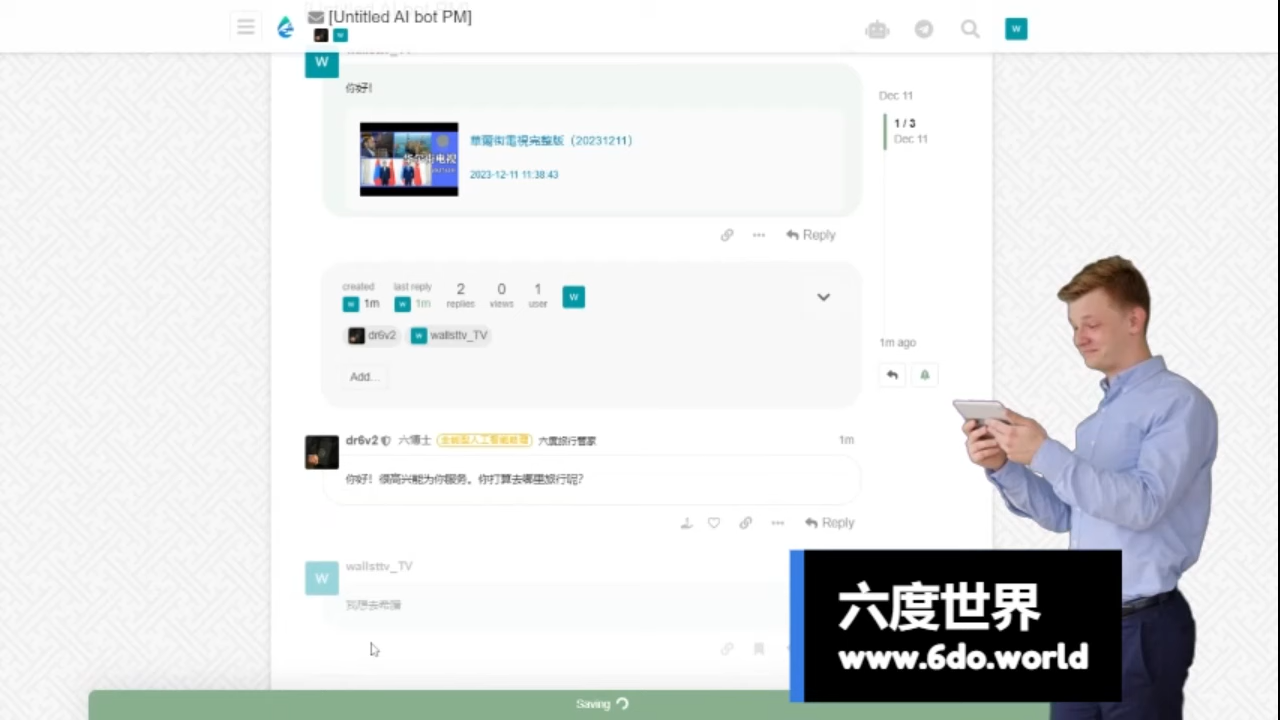 [Untitled AI bot PM]
W
W
W
你好!
華爾街電視完整版（20231211）
2023-12-11 11:38:43
Reply
Dec 11
1 / 3
Dec 11
created
last reply
2
0
1
W
1m
W
1m
replies
views
user
W
dr6v2
W
wallsttv_TV
Add...
1m ago
dr6v2
六博士
六度旅行管家
1m
你好！很高兴能为你服务。你打算去哪里旅行呢?
Reply
W
wallsttv_TV
我想去希腊
六度世界
www.6do.world
Saving